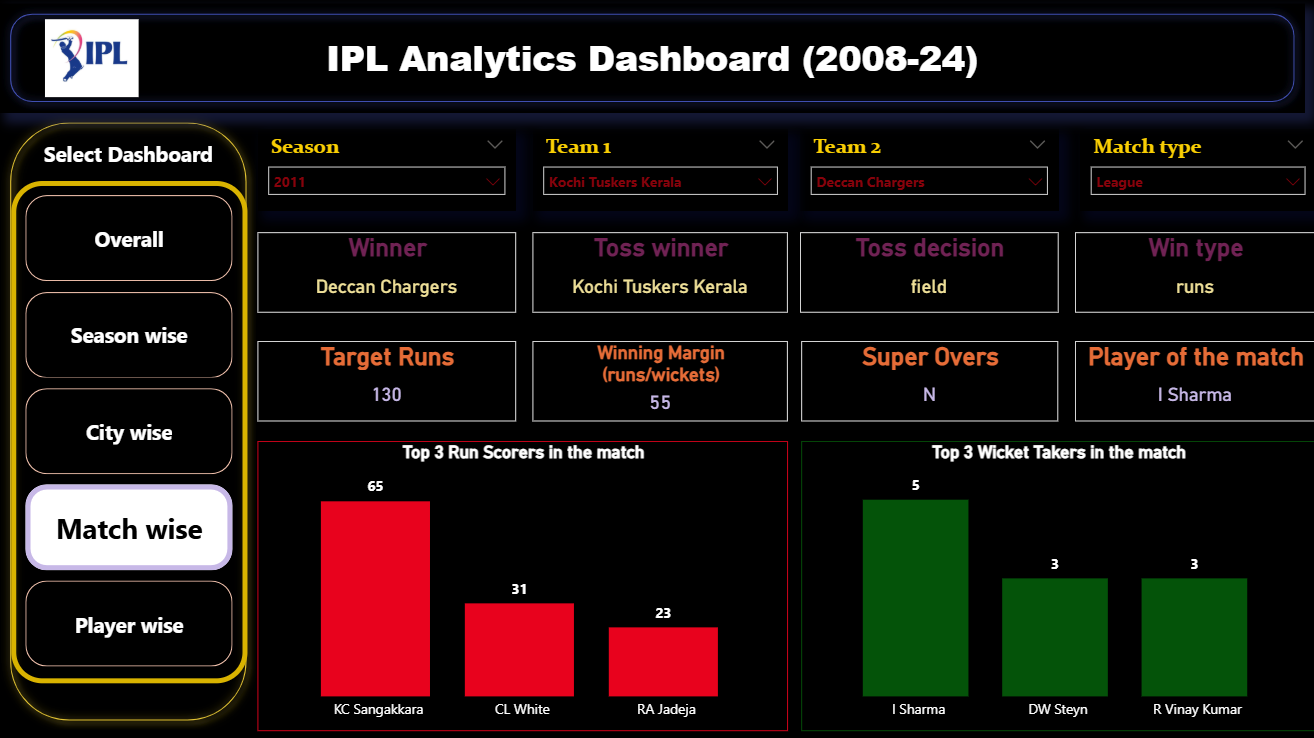 IPL
IPL Analytics Dashboard (2008-24)
Select Dashboard
Overall
Season wise
City wise
Match wise
Player wise
Season
2011
Team 1
Kochi Tuskers Kerala
Team 2
Deccan Chargers
Match type
League
Winner
Deccan Chargers
Toss winner
Kochi Tuskers Kerala
Toss decision
field
Win type
runs
Target Runs
130
Winning Margin
(runs/wickets)
55
Super Overs
N
Player of the match
I Sharma
Top 3 Run Scorers in the match
65
31
23
KC Sangakkara
CL White
RA Jadeja
Top 3 Wicket Takers in the match
5
3
3
I Sharma
DW Steyn
R Vinay Kumar